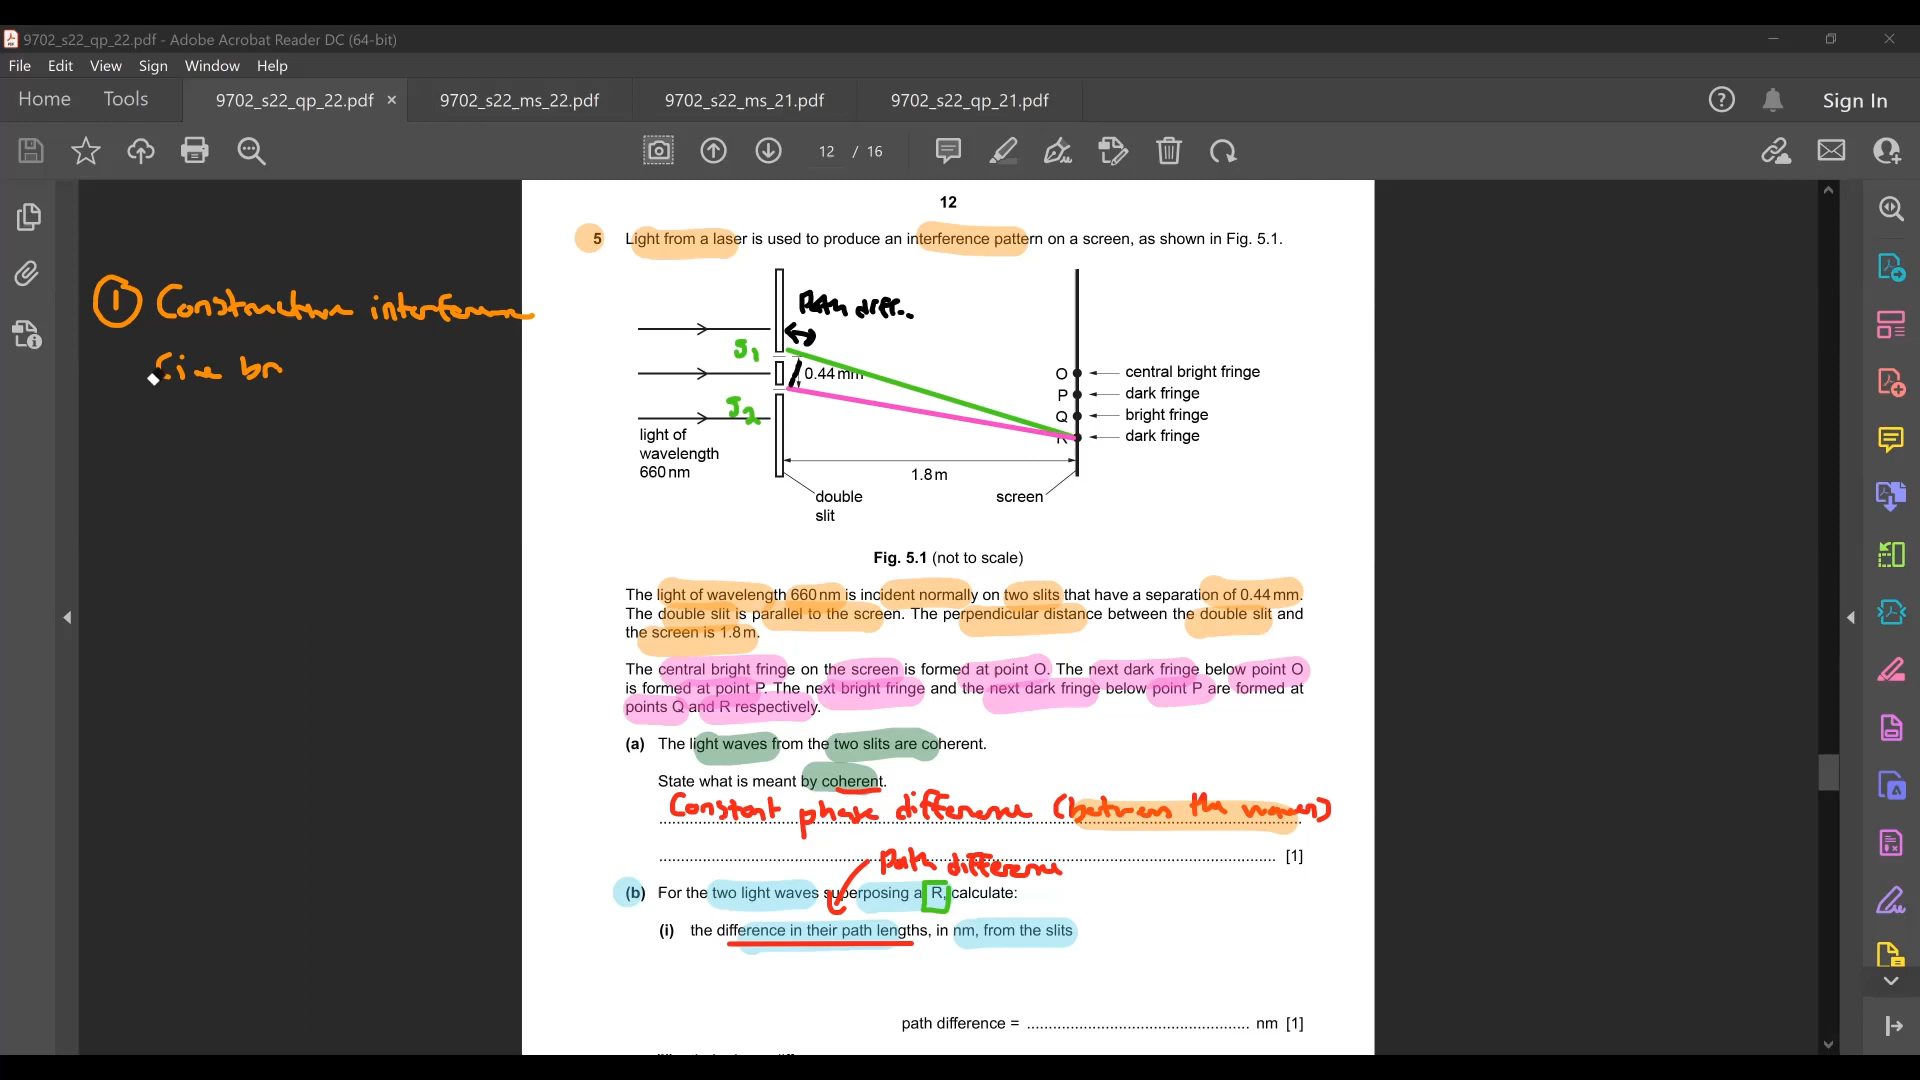 9702_s22_qp_22.pdf - Adobe Acrobat Reader DC (64-bit)
File Edit View Sign Window Help
Home Tools 9702_s22_qp_22.pdf × 9702_s22_ms_22.pdf 9702_s22_ms_21.pdf 9702_s22_qp_21.pdf Sign In
12 / 16
12
5 Light from a laser is used to produce an interference pattern on a screen, as shown in Fig. 5.1.
① Constructive interference
(i.e br
Path diff..
S1
0.44 mm
S2
light of
wavelength
660 nm
O central bright fringe
P dark fringe
Q bright fringe
R dark fringe
1.8 m
double
slit
screen
Fig. 5.1 (not to scale)
The light of wavelength 660 nm is incident normally on two slits that have a separation of 0.44 mm.
The double slit is parallel to the screen. The perpendicular distance between the double slit and
the screen is 1.8 m.
The central bright fringe on the screen is formed at point O. The next dark fringe below point O
is formed at point P. The next bright fringe and the next dark fringe below point P are formed at
points Q and R respectively.
(a) The light waves from the two slits are coherent.
State what is meant by coherent.
Constant phase difference (between the waves)
[1]
Path difference
(b) For the two light waves superposing at R, calculate:
(i) the difference in their path lengths, in nm, from the slits
path difference = ........................................................ nm [1]